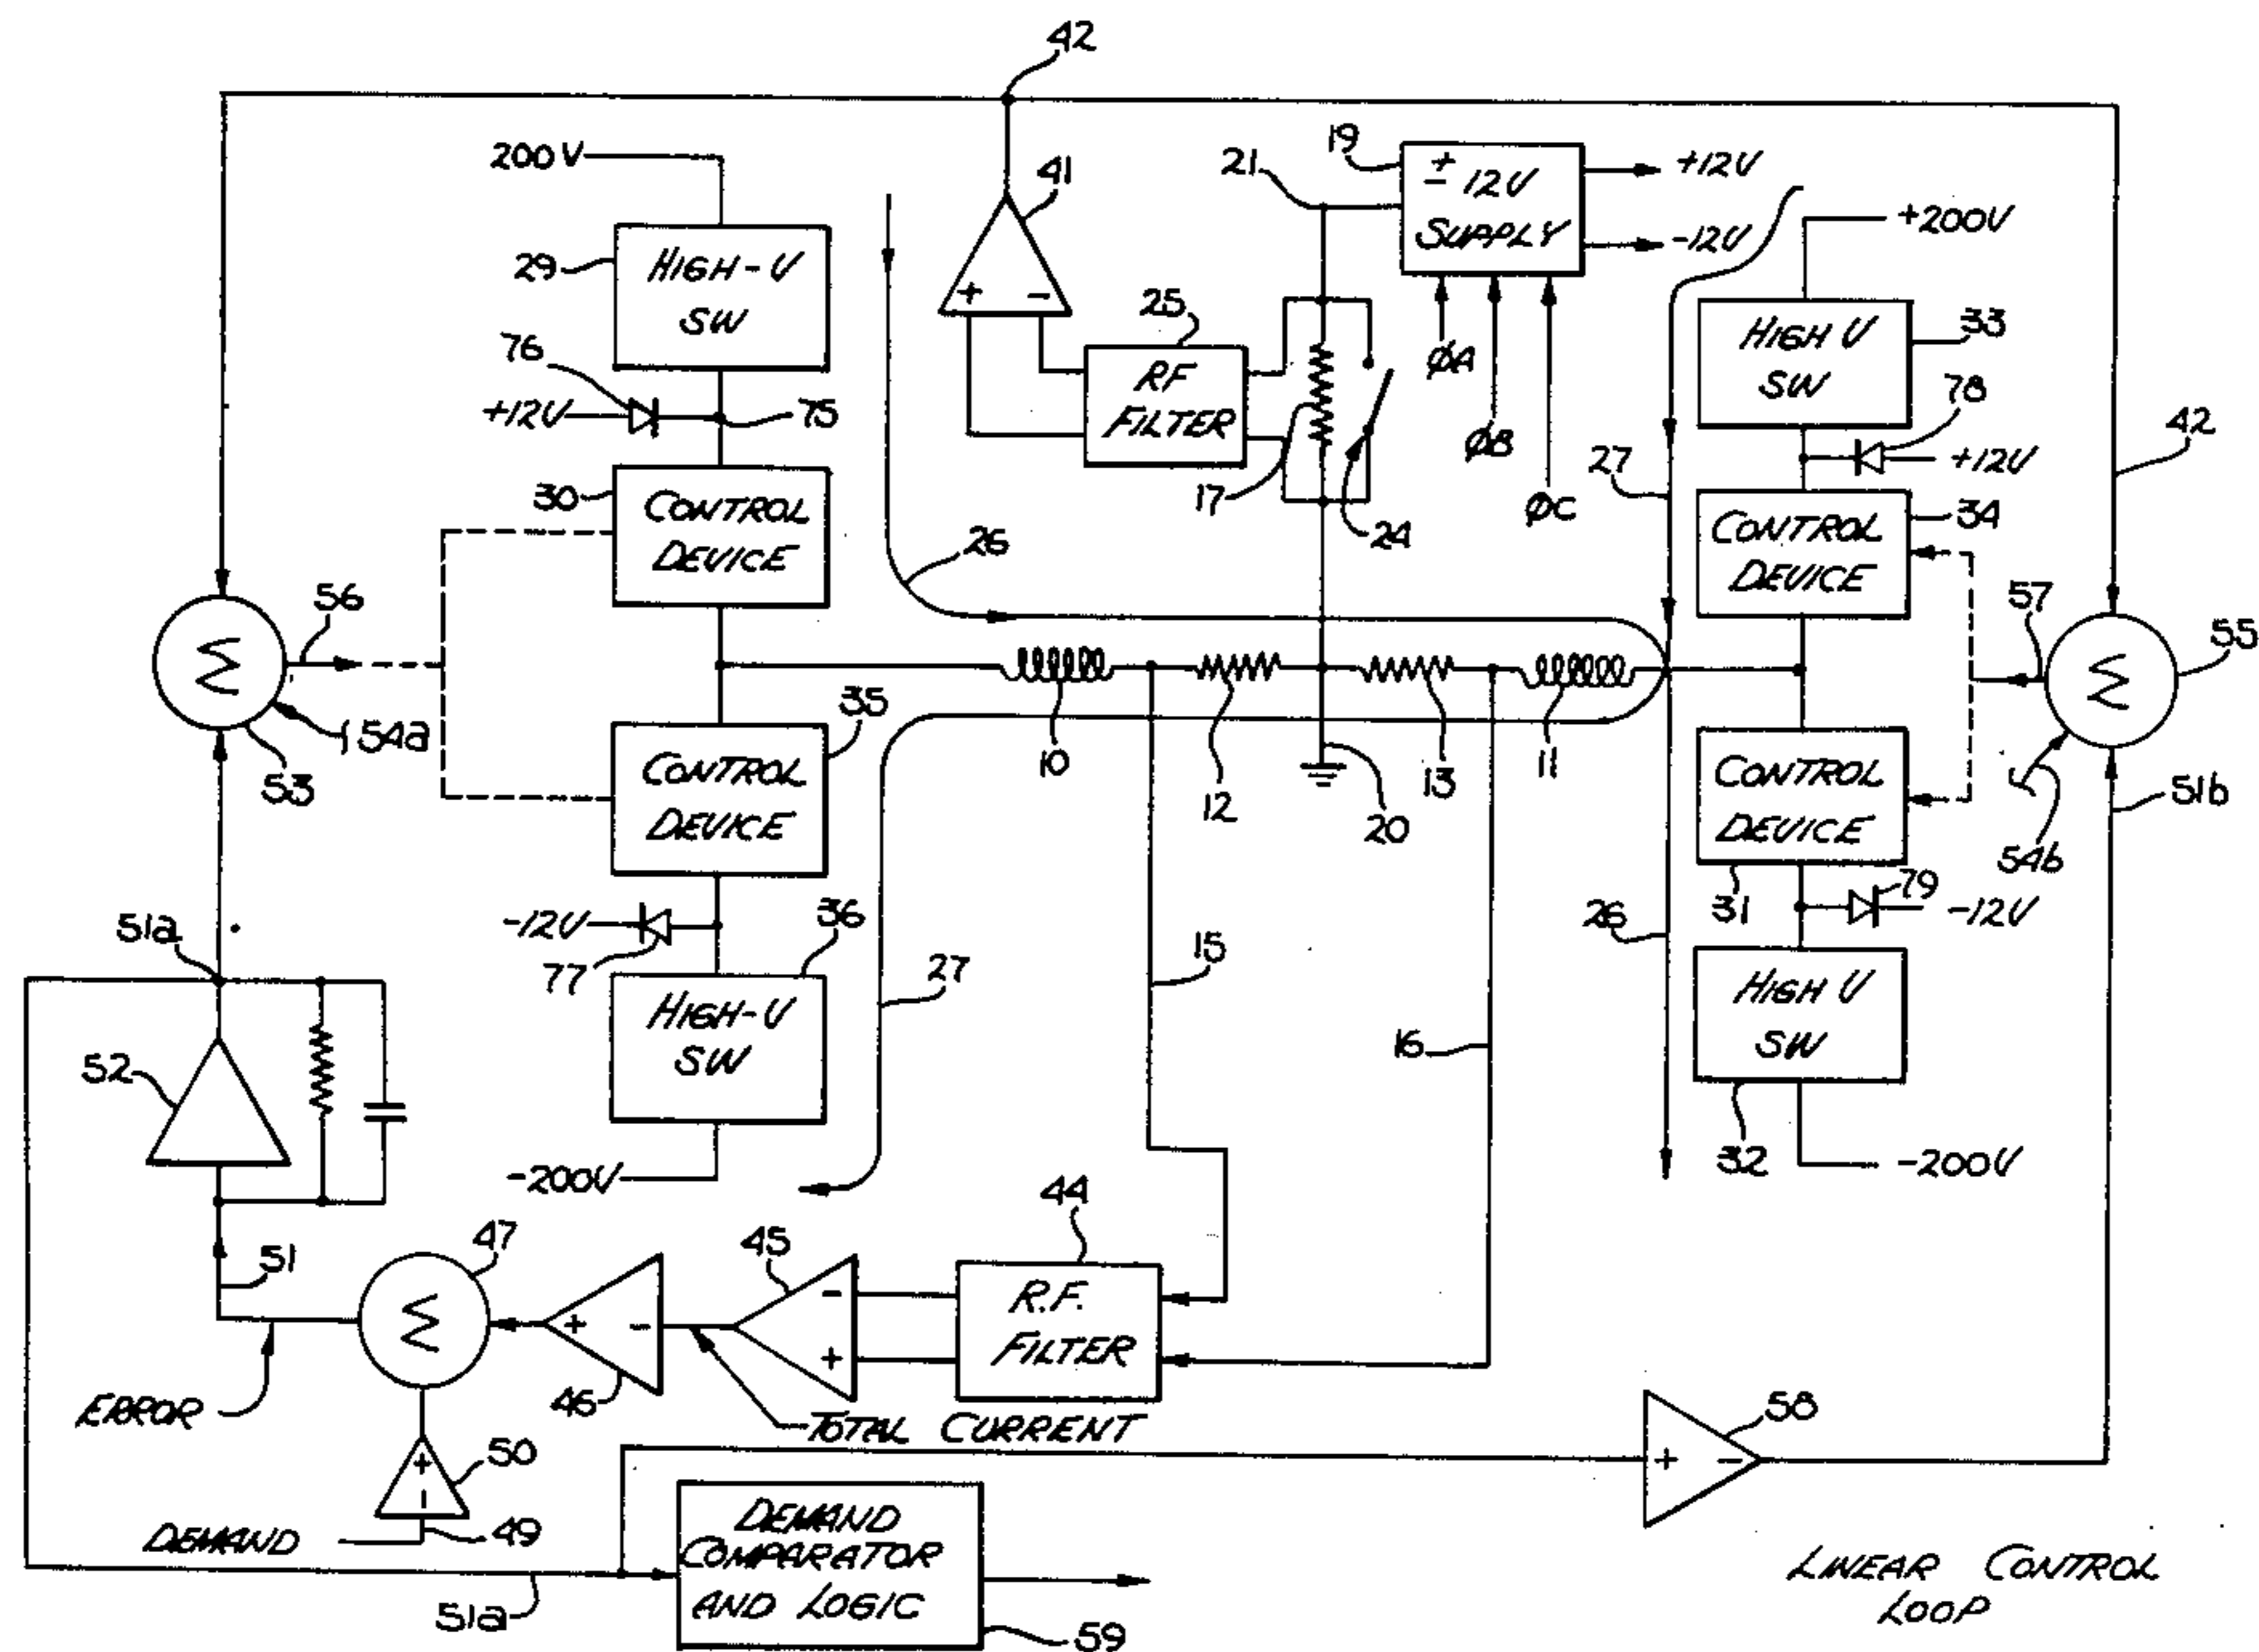 42
200V
HIGH-V
SW
29
76
+12V
75
30
CONTROL
DEVICE
41
+ -
25
RF
FILTER
21
19
± 12V
SUPPLY
+12V
-12V
ØA
ØB
ØC
17
24
26
27
+200V
HIGH V
SW
33
78
+12V
CONTROL
DEVICE
34
42
57
55
Σ
56
Σ
54a
53
35
CONTROL
DEVICE
10
12
20
13
11
CONTROL
DEVICE
31
79
-12V
54b
51b
51a
-12V
77
36
HIGH-V
SW
27
15
16
26
HIGH V
SW
32
-200V
52
-200V
44
R.F.
FILTER
45
- +
46
+ -
47
Σ
51
ERROR
TOTAL CURRENT
50
+ -
DEMAND
49
58
+ -
51a
DEMAND
COMPARATOR
AND LOGIC
59
LINEAR CONTROL
LOOP